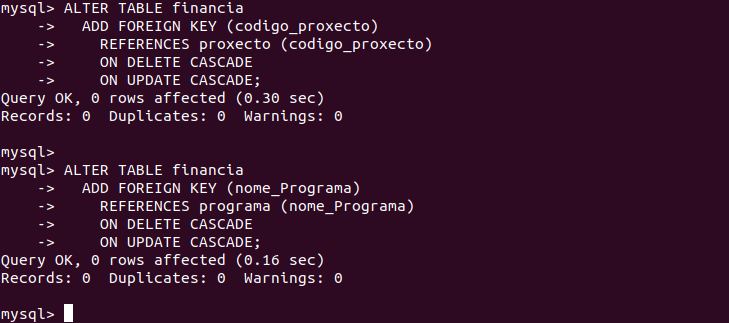 mysql> ALTER TABLE financia
    ->   ADD FOREIGN KEY (codigo_proxecto)
    ->     REFERENCES proxecto (codigo_proxecto)
    ->     ON DELETE CASCADE
    ->     ON UPDATE CASCADE;
Query OK, 0 rows affected (0.30 sec)
Records: 0  Duplicates: 0  Warnings: 0

mysql>
mysql> ALTER TABLE financia
    ->   ADD FOREIGN KEY (nome_Programa)
    ->     REFERENCES programa (nome_Programa)
    ->     ON DELETE CASCADE
    ->     ON UPDATE CASCADE;
Query OK, 0 rows affected (0.16 sec)
Records: 0  Duplicates: 0  Warnings: 0

mysql>